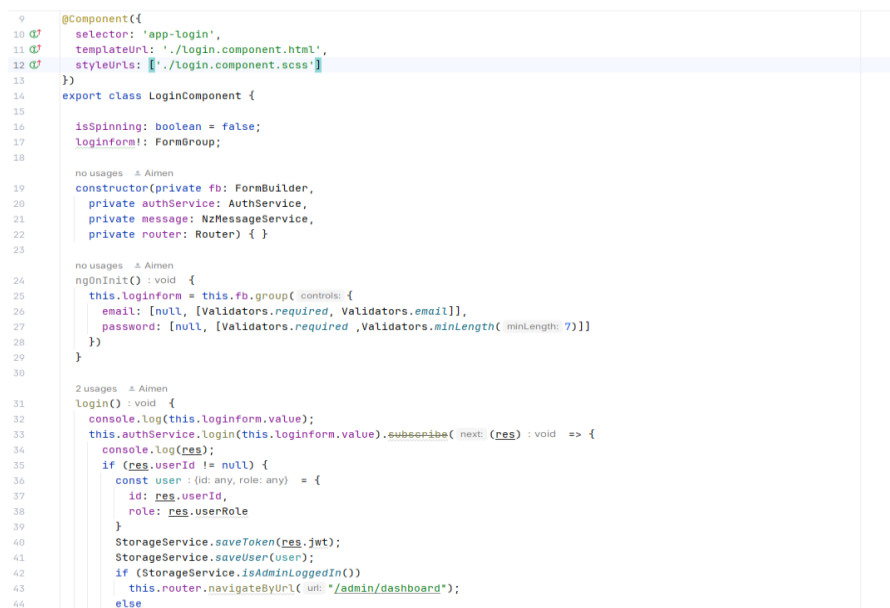 9 @Component({
10 selector: 'app-login',
11 templateUrl: './login.component.html',
12 styleUrls: ['./login.component.scss']
13 })
14 export class LoginComponent {
15
16 isSpinning: boolean = false;
17 loginform!: FormGroup;
18
no usages Aimen
19 constructor(private fb: FormBuilder,
20 private authService: AuthService,
21 private message: NzMessageService,
22 private router: Router) { }
23
no usages Aimen
24 ngOnInit() : void {
25 this.loginform = this.fb.group( controls: {
26 email: [null, [Validators.required, Validators.email]],
27 password: [null, [Validators.required ,Validators.minLength( minLength: 7)]]
28 })
29 }
30
2 usages Aimen
31 login() : void {
32 console.log(this.loginform.value);
33 this.authService.login(this.loginform.value).subscribe( next: (res) : void => {
34 console.log(res);
35 if (res.userId != null) {
36 const user : {id: any, role: any} = {
37 id: res.userId,
38 role: res.userRole
39 }
40 StorageService.saveToken(res.jwt);
41 StorageService.saveUser(user);
42 if (StorageService.isAdminLoggedIn())
43 this.router.navigateByUrl( url: "/admin/dashboard");
44 else